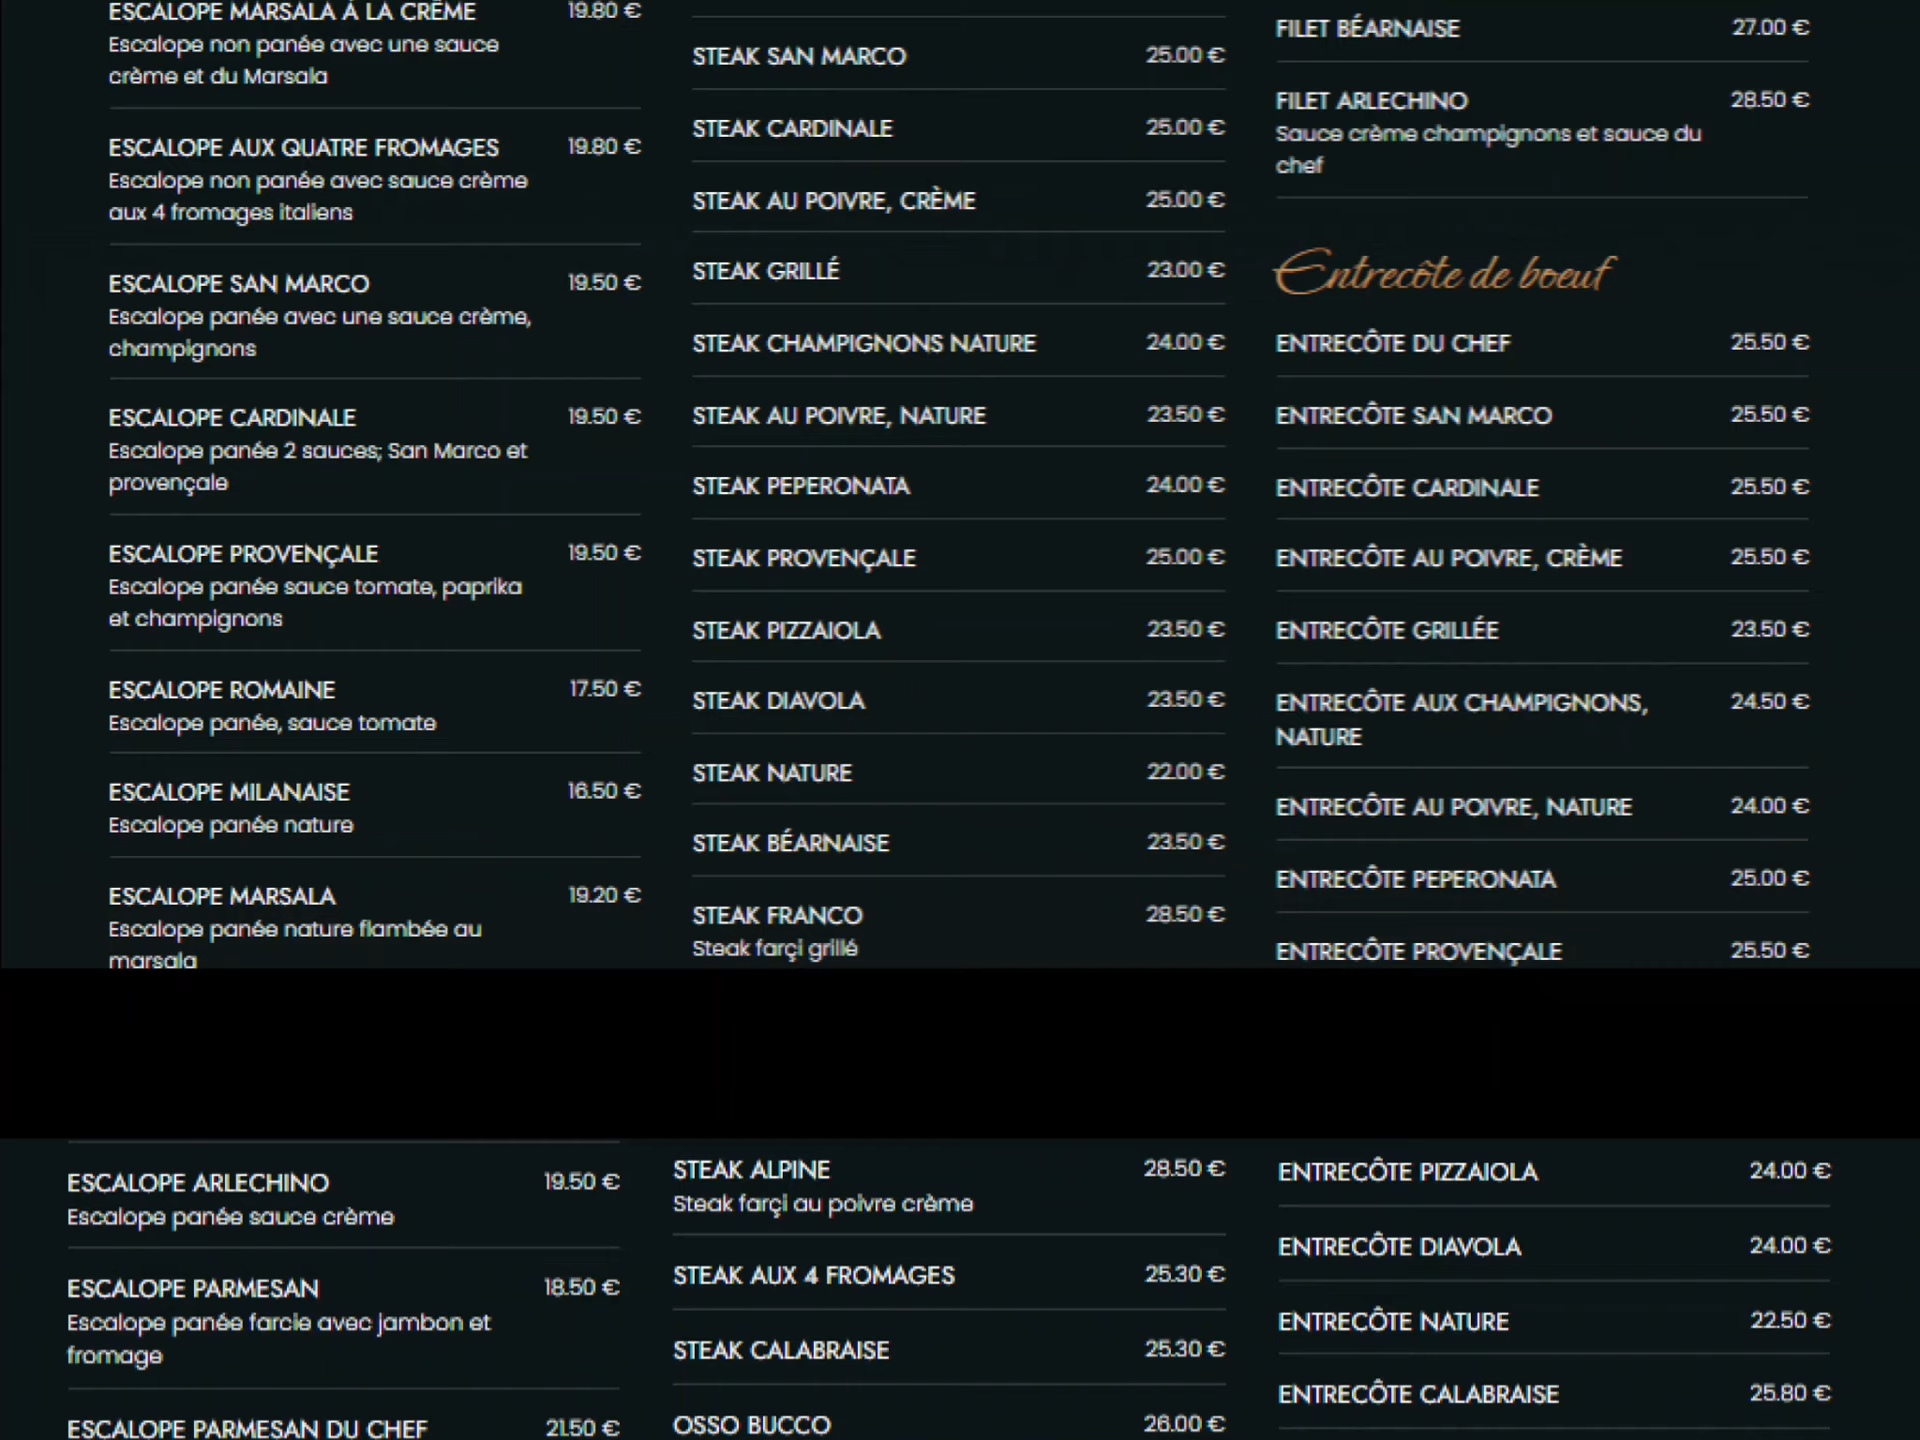 ESCALOPE MARSALA À LA CRÈME 19.80 €
Escalope non panée avec une sauce
crème et du Marsala
ESCALOPE AUX QUATRE FROMAGES 19.80 €
Escalope non panée avec sauce crème
aux 4 fromages italiens
ESCALOPE SAN MARCO 19.50 €
Escalope panée avec une sauce crème,
champignons
ESCALOPE CARDINALE 19.50 €
Escalope panée 2 sauces; San Marco et
provençale
ESCALOPE PROVENÇALE 19.50 €
Escalope panée sauce tomate, paprika
et champignons
ESCALOPE ROMAINE 17.50 €
Escalope panée, sauce tomate
ESCALOPE MILANAISE 16.50 €
Escalope panée nature
ESCALOPE MARSALA 19.20 €
Escalope panée nature flambée au
marsala
STEAK SAN MARCO 25.00 €
STEAK CARDINALE 25.00 €
STEAK AU POIVRE, CRÈME 25.00 €
STEAK GRILLÉ 23.00 €
STEAK CHAMPIGNONS NATURE 24.00 €
STEAK AU POIVRE, NATURE 23.50 €
STEAK PEPERONATA 24.00 €
STEAK PROVENÇALE 25.00 €
STEAK PIZZAIOLA 23.50 €
STEAK DIAVOLA 23.50 €
STEAK NATURE 22.00 €
STEAK BÉARNAISE 23.50 €
STEAK FRANCO 28.50 €
Steak farçi grillé
FILET BÉARNAISE 27.00 €
FILET ARLECHINO 28.50 €
Sauce crème champignons et sauce du
chef
Entrecôte de boeuf
ENTRECÔTE DU CHEF 25.50 €
ENTRECÔTE SAN MARCO 25.50 €
ENTRECÔTE CARDINALE 25.50 €
ENTRECÔTE AU POIVRE, CRÈME 25.50 €
ENTRECÔTE GRILLÉE 23.50 €
ENTRECÔTE AUX CHAMPIGNONS, 24.50 €
NATURE
ENTRECÔTE AU POIVRE, NATURE 24.00 €
ENTRECÔTE PEPERONATA 25.00 €
ENTRECÔTE PROVENÇALE 25.50 €
ESCALOPE ARLECHINO 19.50 €
Escalope panée sauce crème
ESCALOPE PARMESAN 18.50 €
Escalope panée farcie avec jambon et
fromage
ESCALOPE PARMESAN DU CHEF 21.50 €
STEAK ALPINE 28.50 €
Steak farçi au poivre crème
STEAK AUX 4 FROMAGES 25.30 €
STEAK CALABRAISE 25.30 €
OSSO BUCCO 26.00 €
ENTRECÔTE PIZZAIOLA 24.00 €
ENTRECÔTE DIAVOLA 24.00 €
ENTRECÔTE NATURE 22.50 €
ENTRECÔTE CALABRAISE 25.80 €